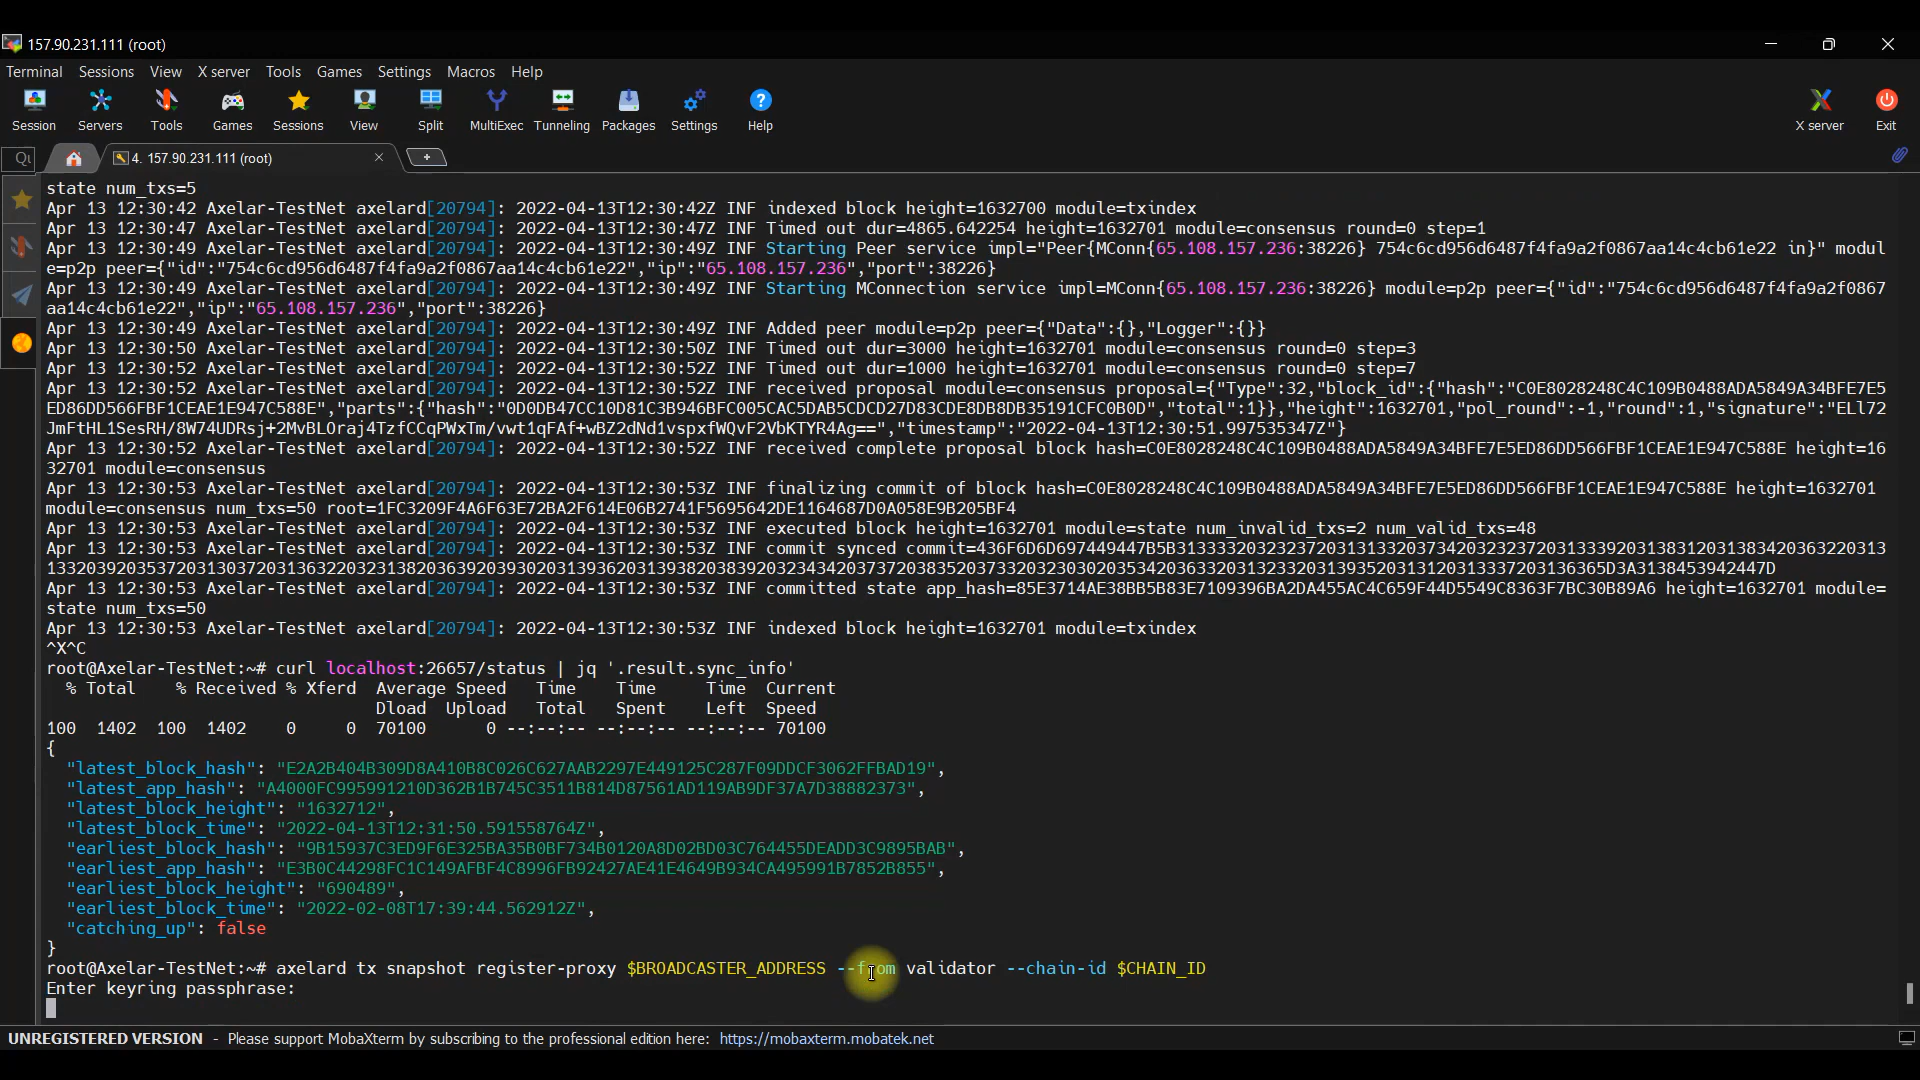 157.90.231.111 (root)
Terminal Sessions View X server Tools Games Settings Macros Help
Session Servers Tools Games Sessions View Split MultiExec Tunneling Packages Settings Help X server Exit
4. 157.90.231.111 (root)
state num_txs=5
Apr 13 12:30:42 Axelar-TestNet axelard[20794]: 2022-04-13T12:30:42Z INF indexed block height=1632700 module=txindex
Apr 13 12:30:47 Axelar-TestNet axelard[20794]: 2022-04-13T12:30:47Z INF Timed out dur=4865.642254 height=1632701 module=consensus round=0 step=1
Apr 13 12:30:49 Axelar-TestNet axelard[20794]: 2022-04-13T12:30:49Z INF Starting Peer service impl="Peer{MConn{65.108.157.236:38226} 754c6cd956d6487f4fa9a2f0867aa14c4cb61e22 in}" modul
e=p2p peer={"id":"754c6cd956d6487f4fa9a2f0867aa14c4cb61e22","ip":"65.108.157.236","port":38226}
Apr 13 12:30:49 Axelar-TestNet axelard[20794]: 2022-04-13T12:30:49Z INF Starting MConnection service impl=MConn{65.108.157.236:38226} module=p2p peer={"id":"754c6cd956d6487f4fa9a2f0867
aa14c4cb61e22","ip":"65.108.157.236","port":38226}
Apr 13 12:30:49 Axelar-TestNet axelard[20794]: 2022-04-13T12:30:49Z INF Added peer module=p2p peer={"Data":{},"Logger":{}}
Apr 13 12:30:50 Axelar-TestNet axelard[20794]: 2022-04-13T12:30:50Z INF Timed out dur=3000 height=1632701 module=consensus round=0 step=3
Apr 13 12:30:52 Axelar-TestNet axelard[20794]: 2022-04-13T12:30:52Z INF Timed out dur=1000 height=1632701 module=consensus round=0 step=7
Apr 13 12:30:52 Axelar-TestNet axelard[20794]: 2022-04-13T12:30:52Z INF received proposal module=consensus proposal={"Type":32,"block_id":{"hash":"C0E8028248C4C109B0488ADA5849A34BFE7E5
ED86DD566FBF1CEAE1E947C588E","parts":{"hash":"0D0DB47CC10D81C3B946BFC005CAC5DAB5CDCD27D83CDE8DB8DB35191CFC0B0D","total":1}},"height":1632701,"pol_round":-1,"round":1,"signature":"ELl72
JmFtHL1SesRH/8W74UDRsj+2MvBLOraj4TzfCCqPWxTm/vwt1qFAf+wBZ2dNd1vspxfWQvF2VbKTYR4Ag==","timestamp":"2022-04-13T12:30:51.997535347Z"}
Apr 13 12:30:52 Axelar-TestNet axelard[20794]: 2022-04-13T12:30:52Z INF received complete proposal block hash=C0E8028248C4C109B0488ADA5849A34BFE7E5ED86DD566FBF1CEAE1E947C588E height=16
32701 module=consensus
Apr 13 12:30:53 Axelar-TestNet axelard[20794]: 2022-04-13T12:30:53Z INF finalizing commit of block hash=C0E8028248C4C109B0488ADA5849A34BFE7E5ED86DD566FBF1CEAE1E947C588E height=1632701
module=consensus num_txs=50 root=1FC3209F4A6F63E72BA2F614E06B2741F5695642DE1164687D0A058E9B205BF4
Apr 13 12:30:53 Axelar-TestNet axelard[20794]: 2022-04-13T12:30:53Z INF executed block height=1632701 module=state num_invalid_txs=2 num_valid_txs=48
Apr 13 12:30:53 Axelar-TestNet axelard[20794]: 2022-04-13T12:30:53Z INF commit synced commit=436F6D6D697449447B5B3133332032323720313133203734203232372031333920313831203138342036322031 3
133203920353720313037203136322032313820363920393020313936203139382038392032343420373720383520373320323030203534203633203132332031393520313120313337203136365D3A3138453942447D
Apr 13 12:30:53 Axelar-TestNet axelard[20794]: 2022-04-13T12:30:53Z INF committed state app_hash=85E3714AE38BB5B83E7109396BA2DA455AC4C659F44D5549C8363F7BC30B89A6 height=1632701 module=
state num_txs=50
Apr 13 12:30:53 Axelar-TestNet axelard[20794]: 2022-04-13T12:30:53Z INF indexed block height=1632701 module=txindex
^X^C
root@Axelar-TestNet:~# curl localhost:26657/status | jq '.result.sync_info'
% Total % Received % Xferd Average Speed Time Time Time Current
Dload Upload Total Spent Left Speed
100 1402 100 1402 0 0 70100 0 --:--:-- --:--:-- --:--:-- 70100
{
"latest_block_hash": "E2A2B404B309D8A410B8C026C627AAB2297E449125C287F09DDCF3062FFBAD19",
"latest_app_hash": "A4000FC995991210D362B1B745C3511B814D87561AD119AB9DF37A7D38882373",
"latest_block_height": "1632712",
"latest_block_time": "2022-04-13T12:31:50.591558764Z",
"earliest_block_hash": "9B15937C3ED9F6E325BA35B0BF734B0120A8D02BD03C764455DEADD3C9895BAB",
"earliest_app_hash": "E3B0C44298FC1C149AFBF4C8996FB92427AE41E4649B934CA495991B7852B855",
"earliest_block_height": "690489",
"earliest_block_time": "2022-02-08T17:39:44.562912Z",
"catching_up": false
}
root@Axelar-TestNet:~# axelard tx snapshot register-proxy $BROADCASTER_ADDRESS --from validator --chain-id $CHAIN_ID
Enter keyring passphrase:
UNREGISTERED VERSION - Please support MobaXterm by subscribing to the professional edition here: https://mobaxterm.mobatek.net